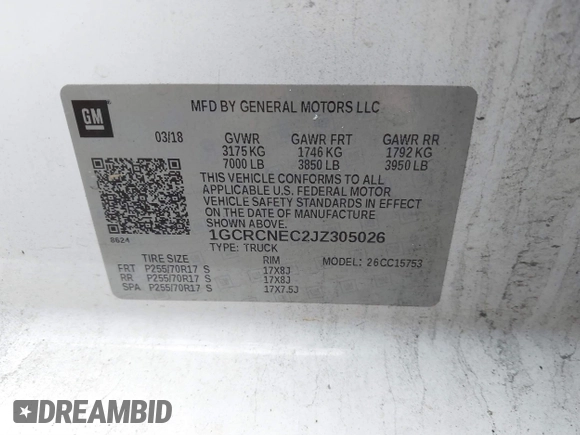 GM
MFD BY GENERAL MOTORS LLC
03/18 GVWR GAWR FRT GAWR RR
3175 KG 1746 KG 1792 KG
7000 LB 3850 LB 3950 LB
THIS VEHICLE CONFORMS TO ALL
APPLICABLE U.S. FEDERAL MOTOR
VEHICLE SAFETY STANDARDS IN EFFECT
ON THE DATE OF MANUFACTURE
SHOWN ABOVE.
8624 1GCRCNEC2JZ305026
TYPE: TRUCK
TIRE SIZE RIM MODEL: 26CC15753
FRT P255/70R17 S 17X8J
RR P255/70R17 S 17X8J
SPA P255/70R17 S 17X7.5J
DREAMBID